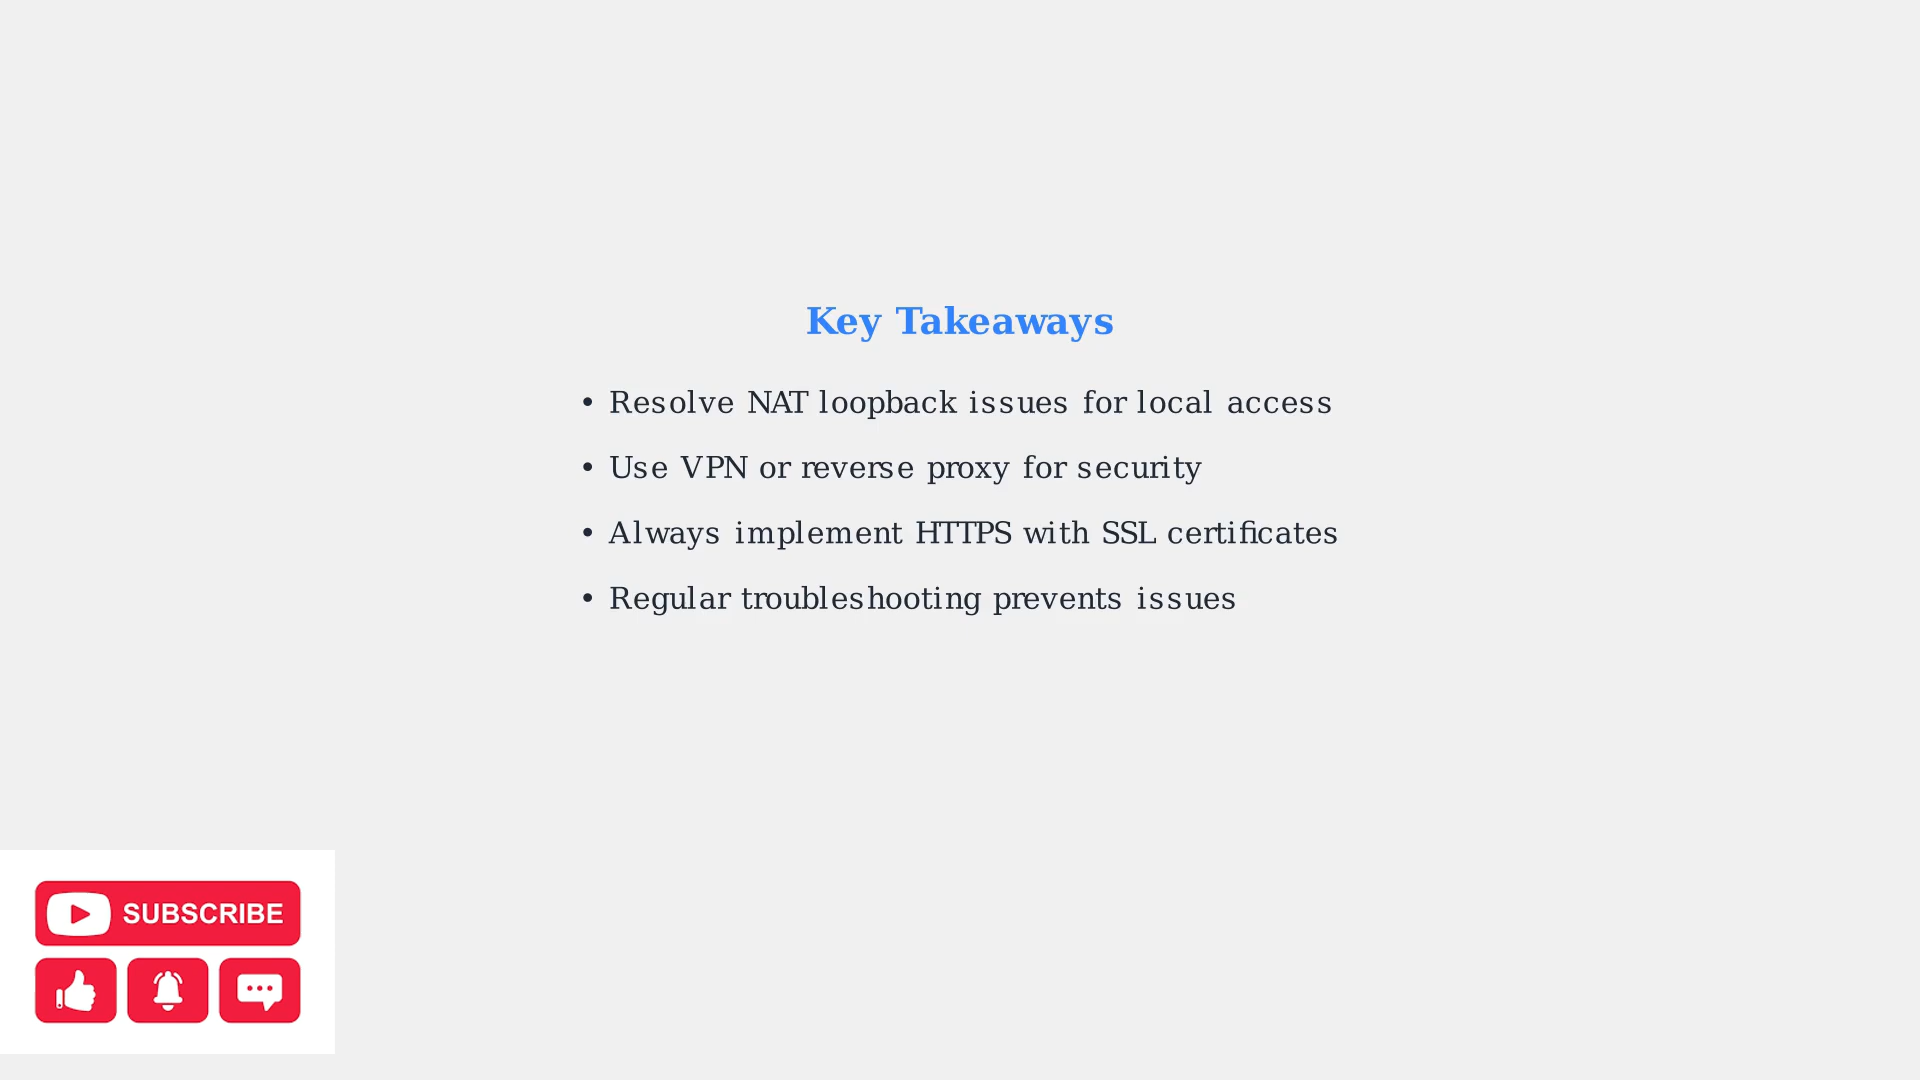 Key Takeaways
• Resolve NAT loopback issues for local access
• Use VPN or reverse proxy for security
• Always implement HTTPS with SSL certificates
• Regular troubleshooting prevents issues
SUBSCRIBE